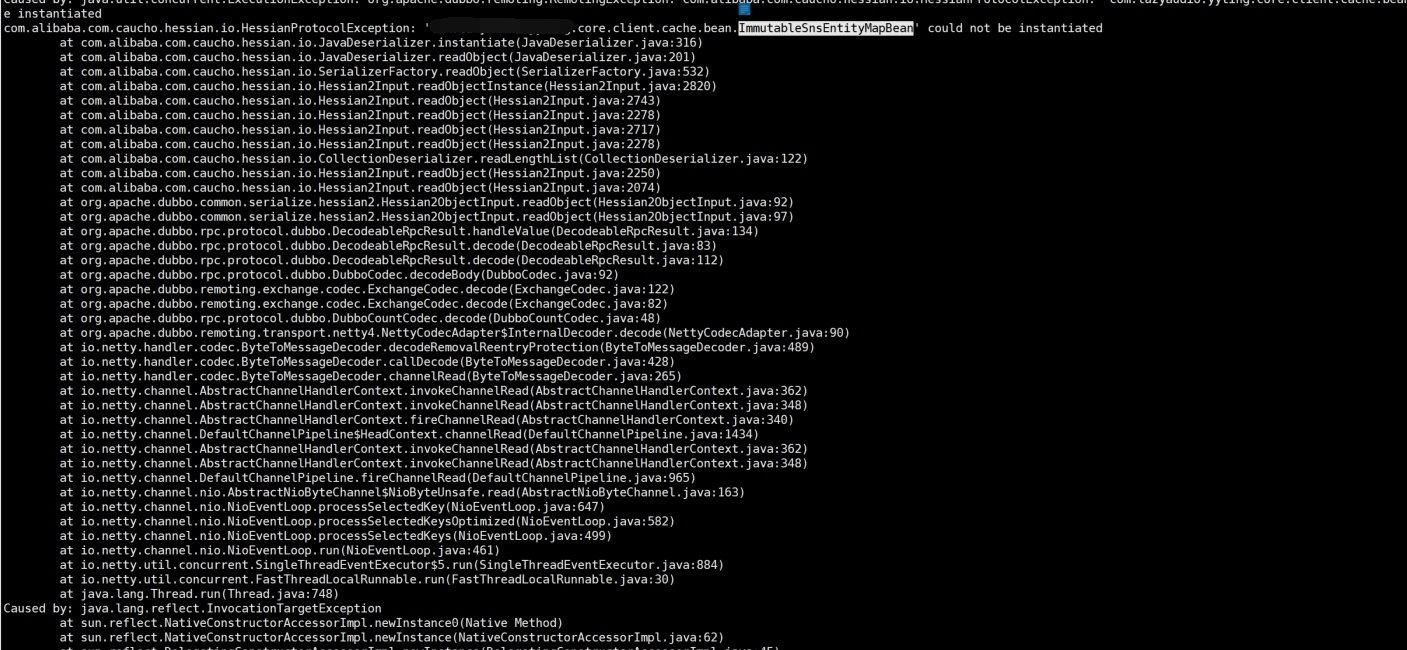 Caused by: java.util.concurrent.ExecutionException: org.apache.dubbo.remoting.RemotingException: com.alibaba.com.caucho.hessian.io.HessianProtocolException: 'com.lazyaudio.yyting.core.client.cache.bean
e instantiated
com.alibaba.com.caucho.hessian.io.HessianProtocolException: ' .core.client.cache.bean.ImmutableSnsEntityMapBean' could not be instantiated
at com.alibaba.com.caucho.hessian.io.JavaDeserializer.instantiate(JavaDeserializer.java:316)
at com.alibaba.com.caucho.hessian.io.JavaDeserializer.readObject(JavaDeserializer.java:201)
at com.alibaba.com.caucho.hessian.io.SerializerFactory.readObject(SerializerFactory.java:532)
at com.alibaba.com.caucho.hessian.io.Hessian2Input.readObjectInstance(Hessian2Input.java:2820)
at com.alibaba.com.caucho.hessian.io.Hessian2Input.readObject(Hessian2Input.java:2743)
at com.alibaba.com.caucho.hessian.io.Hessian2Input.readObject(Hessian2Input.java:2278)
at com.alibaba.com.caucho.hessian.io.Hessian2Input.readObject(Hessian2Input.java:2717)
at com.alibaba.com.caucho.hessian.io.Hessian2Input.readObject(Hessian2Input.java:2278)
at com.alibaba.com.caucho.hessian.io.CollectionDeserializer.readLengthList(CollectionDeserializer.java:122)
at com.alibaba.com.caucho.hessian.io.Hessian2Input.readObject(Hessian2Input.java:2250)
at com.alibaba.com.caucho.hessian.io.Hessian2Input.readObject(Hessian2Input.java:2074)
at org.apache.dubbo.common.serialize.hessian2.Hessian2ObjectInput.readObject(Hessian2ObjectInput.java:92)
at org.apache.dubbo.common.serialize.hessian2.Hessian2ObjectInput.readObject(Hessian2ObjectInput.java:97)
at org.apache.dubbo.rpc.protocol.dubbo.DecodeableRpcResult.handleValue(DecodeableRpcResult.java:134)
at org.apache.dubbo.rpc.protocol.dubbo.DecodeableRpcResult.decode(DecodeableRpcResult.java:83)
at org.apache.dubbo.rpc.protocol.dubbo.DecodeableRpcResult.decode(DecodeableRpcResult.java:112)
at org.apache.dubbo.rpc.protocol.dubbo.DubboCodec.decodeBody(DubboCodec.java:92)
at org.apache.dubbo.remoting.exchange.codec.ExchangeCodec.decode(ExchangeCodec.java:122)
at org.apache.dubbo.remoting.exchange.codec.ExchangeCodec.decode(ExchangeCodec.java:82)
at org.apache.dubbo.rpc.protocol.dubbo.DubboCountCodec.decode(DubboCountCodec.java:48)
at org.apache.dubbo.remoting.transport.netty4.NettyCodecAdapter$InternalDecoder.decode(NettyCodecAdapter.java:90)
at io.netty.handler.codec.ByteToMessageDecoder.decodeRemovalReentryProtection(ByteToMessageDecoder.java:489)
at io.netty.handler.codec.ByteToMessageDecoder.callDecode(ByteToMessageDecoder.java:428)
at io.netty.handler.codec.ByteToMessageDecoder.channelRead(ByteToMessageDecoder.java:265)
at io.netty.channel.AbstractChannelHandlerContext.invokeChannelRead(AbstractChannelHandlerContext.java:362)
at io.netty.channel.AbstractChannelHandlerContext.invokeChannelRead(AbstractChannelHandlerContext.java:348)
at io.netty.channel.AbstractChannelHandlerContext.fireChannelRead(AbstractChannelHandlerContext.java:340)
at io.netty.channel.DefaultChannelPipeline$HeadContext.channelRead(DefaultChannelPipeline.java:1434)
at io.netty.channel.AbstractChannelHandlerContext.invokeChannelRead(AbstractChannelHandlerContext.java:362)
at io.netty.channel.AbstractChannelHandlerContext.invokeChannelRead(AbstractChannelHandlerContext.java:348)
at io.netty.channel.DefaultChannelPipeline.fireChannelRead(DefaultChannelPipeline.java:965)
at io.netty.channel.nio.AbstractNioByteChannel$NioByteUnsafe.read(AbstractNioByteChannel.java:163)
at io.netty.channel.nio.NioEventLoop.processSelectedKey(NioEventLoop.java:647)
at io.netty.channel.nio.NioEventLoop.processSelectedKeysOptimized(NioEventLoop.java:582)
at io.netty.channel.nio.NioEventLoop.processSelectedKeys(NioEventLoop.java:499)
at io.netty.channel.nio.NioEventLoop.run(NioEventLoop.java:461)
at io.netty.util.concurrent.SingleThreadEventExecutor$5.run(SingleThreadEventExecutor.java:884)
at io.netty.util.concurrent.FastThreadLocalRunnable.run(FastThreadLocalRunnable.java:30)
at java.lang.Thread.run(Thread.java:748)
Caused by: java.lang.reflect.InvocationTargetException
at sun.reflect.NativeConstructorAccessorImpl.newInstance0(Native Method)
at sun.reflect.NativeConstructorAccessorImpl.newInstance(NativeConstructorAccessorImpl.java:62)
at sun.reflect.DelegatingConstructorAccessorImpl.newInstance(DelegatingConstructorAccessorImpl.java:45)